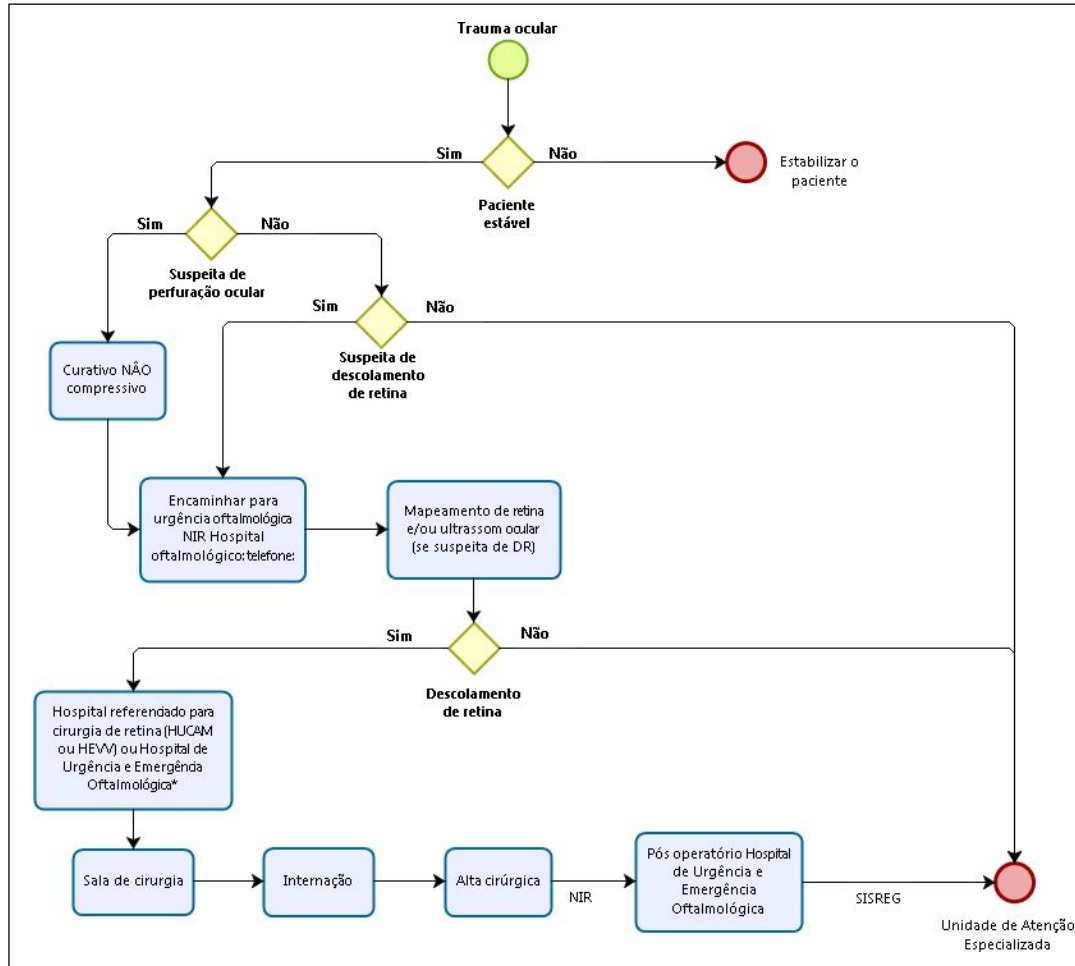 Trauma ocular
Sim
Não
Estabilizar o
paciente
Paciente
estável
Sim
Não
Suspeita de
perfuração ocular
Sim
Não
Suspeita de
descolamento
de retina
Curativo NÂO
compressivo
Encaminhar para
urgência oftalmológica
NIR Hospital
oftalmológico: telefone:
Mapeamento de retina
e/ou ultrassom ocular
(se suspeita de DR)
Sim
Não
Descolamento
de retina
Hospital referenciado para
cirurgia de retina (HUCAM
ou HEVV) ou Hospital de
Urgência e Emergência
Oftalmológica*
Sala de cirurgia
Internação
Alta cirúrgica
NIR
Pós operatório Hospital
de Urgência e
Emergência
Oftalmológica
SISREG
Unidade de Atenção
Especializada